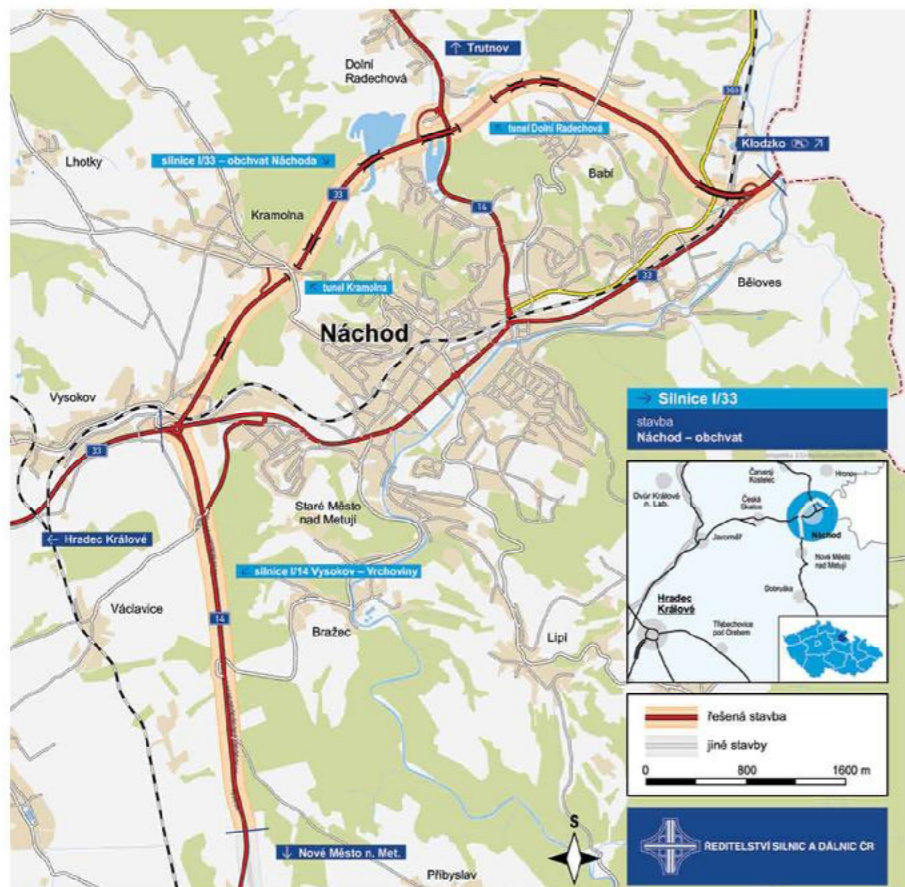 Dolní
Radechová
↑ Trutnov
303
tunel Dolní Radechová
Kłodzko PL ↗
silnice I/33 – obchvat Náchoda
Lhotky
Babí
33
14
Kramolna
tunel Kramolna
33
Běloves
Náchod
Vysokov
33
→ Silnice I/33
stavba
Náchod – obchvat
Staré Město
nad Metují
← Hradec Králové
silnice I/14 Vysokov – Vrchoviny
Václavice
14
Bražec
Lipí
Červený
Kostelec
Hronov
Dvůr Králové
n. Lab.
Česká
Skalice
Jaroměř
Náchod
Nové Město
nad Metují
Dobruška
Hradec
Králové
Třebechovice
pod Orebem
řešená stavba
jiné stavby
0 800 1600 m
S
ŘEDITELSTVÍ SILNIC A DÁLNIC ČR
↓ Nové Město n. Met.
Přibyslav